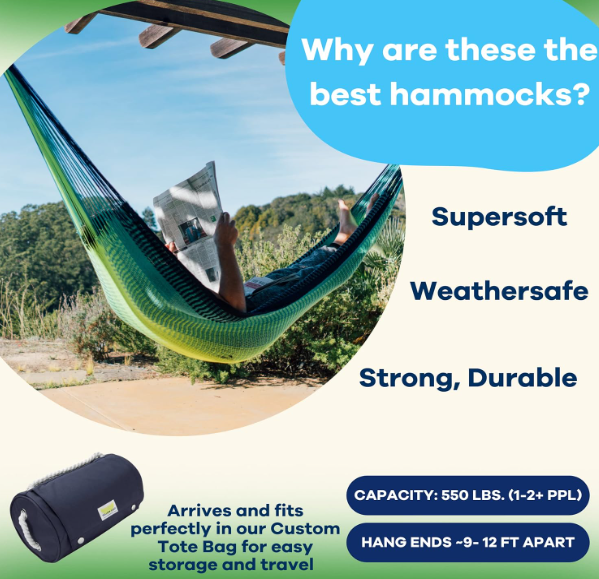 Why are these the
best hammocks?
Supersoft
Weathersafe
Strong, Durable
Arrives and fits
perfectly in our Custom
Tote Bag for easy
storage and travel
CAPACITY: 550 LBS. (1-2+ PPL)
HANG ENDS ~9- 12 FT APART